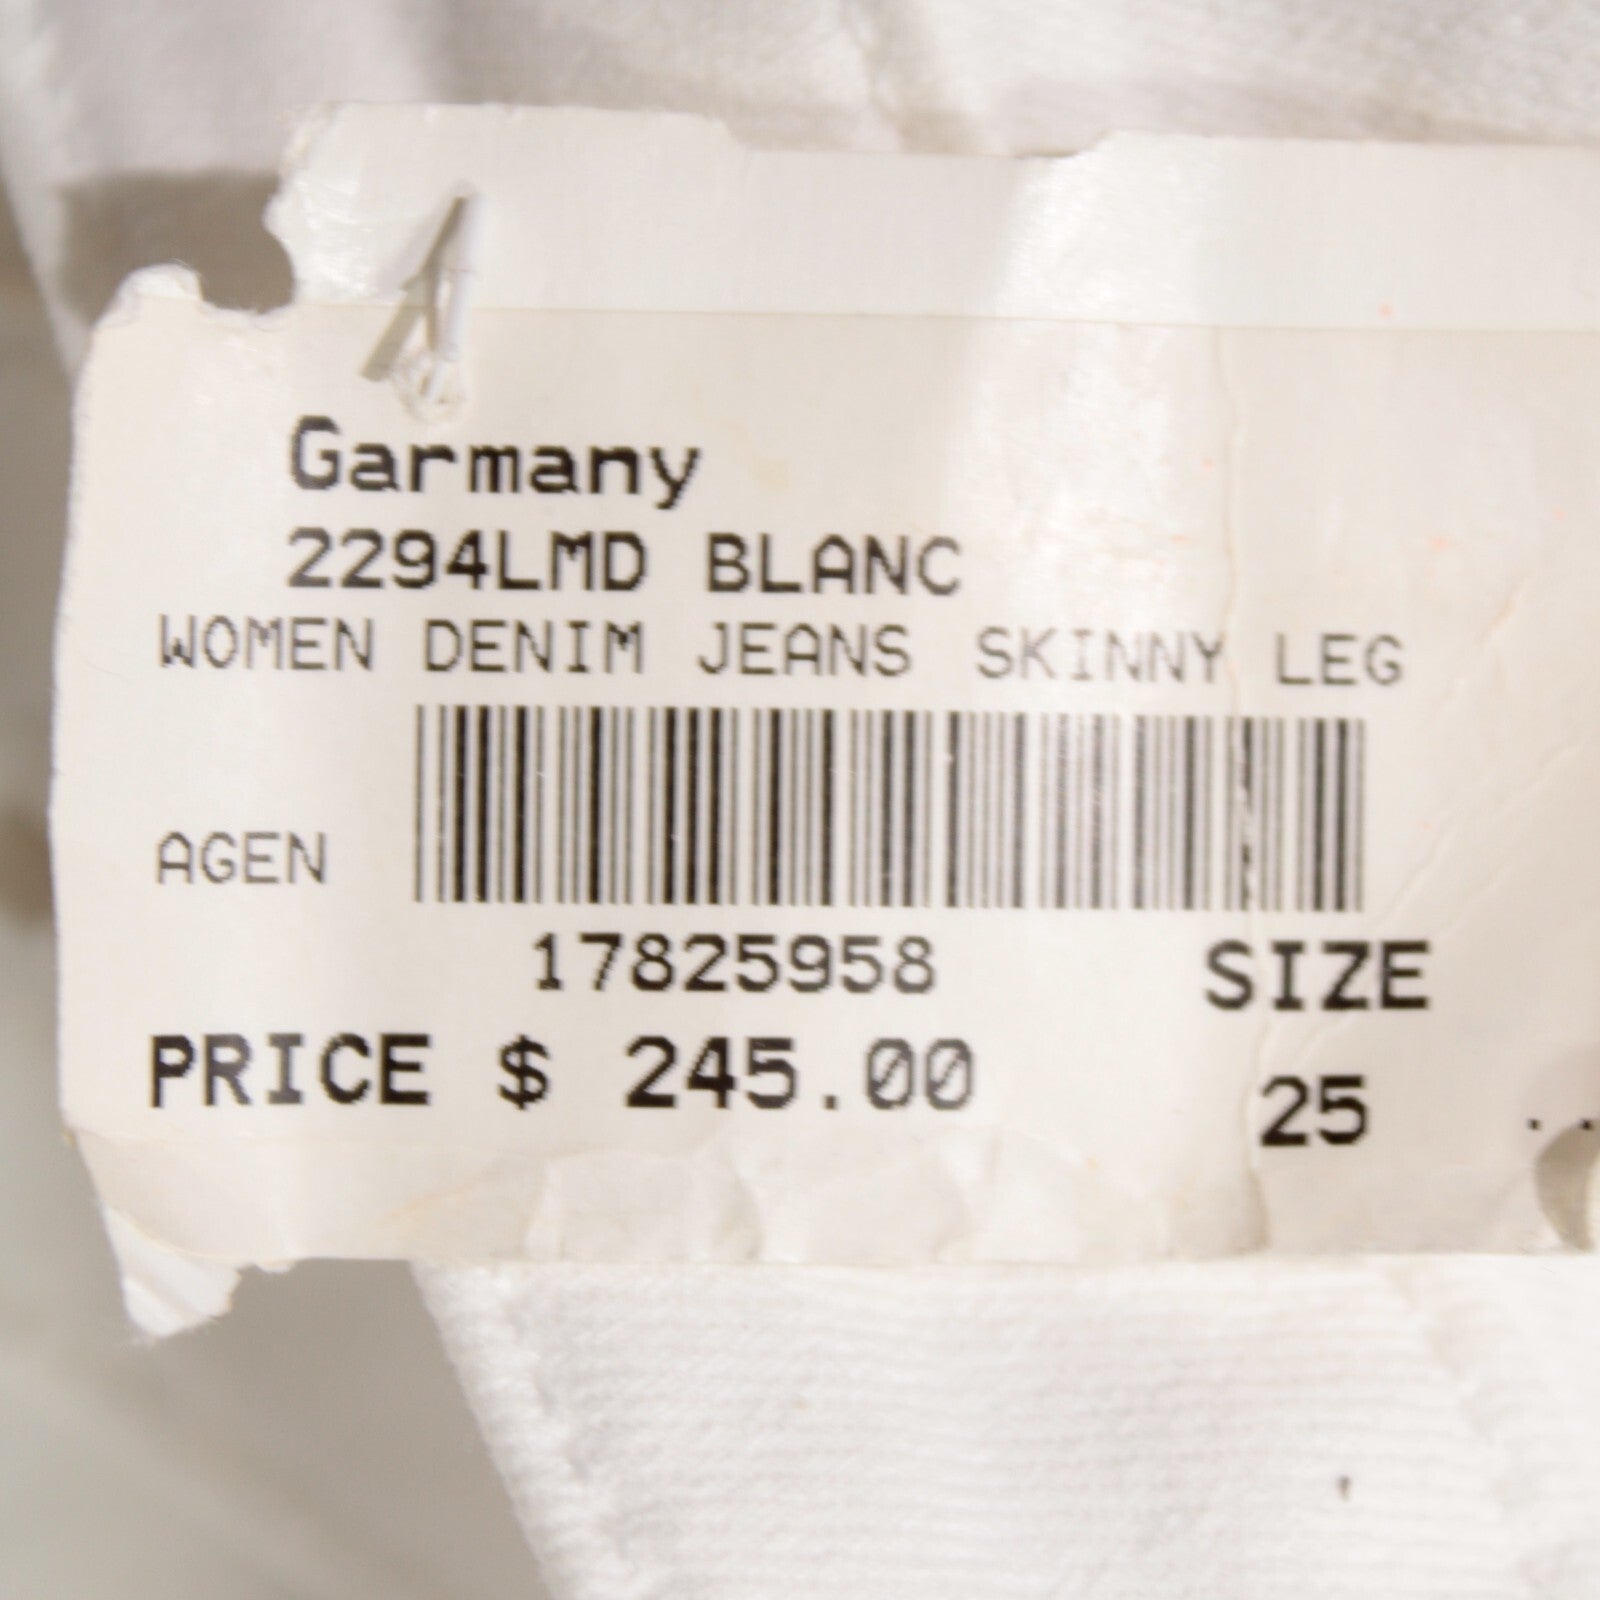 Garmany
2294LMD BLANC
WOMEN DENIM JEANS SKINNY LEG
AGEN
17825958 SIZE
PRICE $ 245.00 25 ..